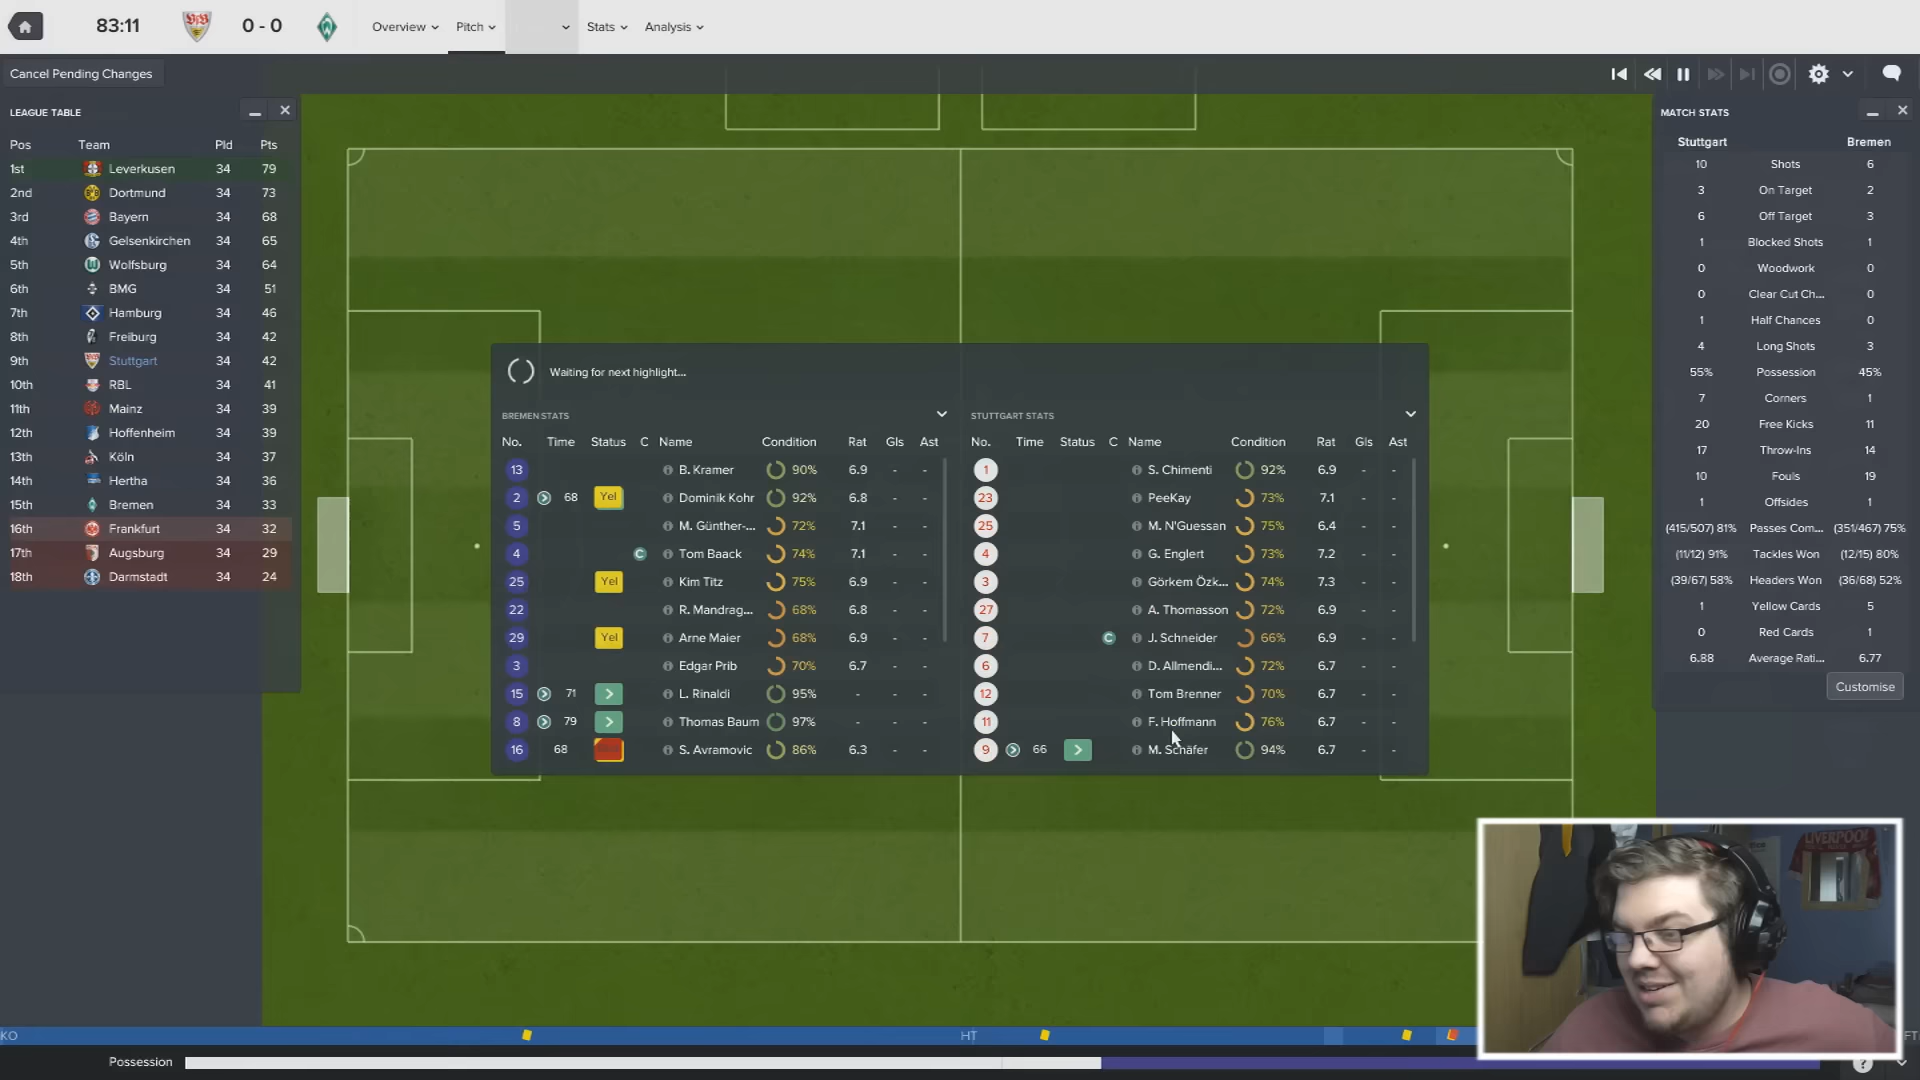 83:11 0 - 0 Overview Pitch Stats Analysis
Cancel Pending Changes
LEAGUE TABLE
Pos Team Pld Pts
1st Leverkusen 34 79
2nd Dortmund 34 73
3rd Bayern 34 68
4th Gelsenkirchen 34 65
5th Wolfsburg 34 64
6th BMG 34 51
7th Hamburg 34 46
8th Freiburg 34 42
9th Stuttgart 34 42
10th RBL 34 41
11th Mainz 34 39
12th Hoffenheim 34 39
13th Köln 34 37
14th Hertha 34 36
15th Bremen 34 33
16th Frankfurt 34 32
17th Augsburg 34 29
18th Darmstadt 34 24
Waiting for next highlight...
BREMEN STATS
No. Time Status C Name Condition Rat Gls Ast
13 B. Kramer 90% 6.9 - -
2 68 Yel Dominik Kohr 92% 6.8 - -
5 M. Günther-... 72% 7.1 - -
4 C Tom Baack 74% 7.1 - -
25 Yel Kim Titz 75% 6.9 - -
22 R. Mandrag... 68% 6.8 - -
29 Yel Arne Maier 68% 6.9 - -
3 Edgar Prib 70% 6.7 - -
15 71 L. Rinaldi 95% - - -
8 79 Thomas Baum 97% - - -
16 68 S. Avramovic 86% 6.3 - -
STUTTGART STATS
No. Time Status C Name Condition Rat Gls Ast
1 S. Chimenti 92% 6.9 - -
23 PeeKay 73% 7.1 - -
25 M. N'Guessan 75% 6.4 - -
4 G. Englert 73% 7.2 - -
3 Görkem Özk... 74% 7.3 - -
27 A. Thomasson 72% 6.9 - -
7 C J. Schneider 66% 6.9 - -
6 D. Allmendi... 72% 6.7 - -
12 Tom Brenner 70% 6.7 - -
11 F. Hoffmann 76% 6.7 - -
9 66 M. Schäfer 94% 6.7 - -
MATCH STATS
Stuttgart Bremen
10 Shots 6
3 On Target 2
6 Off Target 3
1 Blocked Shots 1
0 Woodwork 0
0 Clear Cut Ch... 0
1 Half Chances 0
4 Long Shots 3
55% Possession 45%
7 Corners 1
20 Free Kicks 11
17 Throw-Ins 14
10 Fouls 19
1 Offsides 1
(415/507) 81% Passes Com... (351/467) 75%
(11/12) 91% Tackles Won (12/15) 80%
(39/67) 58% Headers Won (36/68) 52%
1 Yellow Cards 5
0 Red Cards 1
6.88 Average Rati... 6.77
Customise
LIVERPOOL
KO HT FT
Possession
?